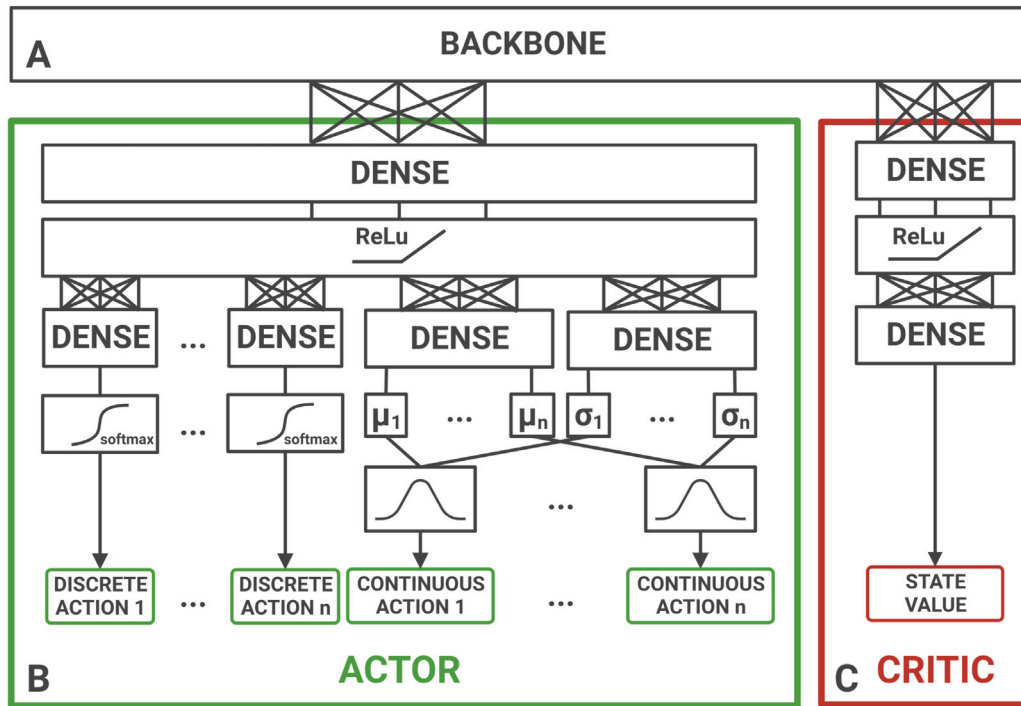 A
BACKBONE
DENSE
DENSE
ReLu
ReLu
DENSE
...
DENSE
DENSE
DENSE
DENSE
softmax
...
softmax
μ1
...
μn
σ1
...
σn
...
DISCRETE
ACTION 1
...
DISCRETE
ACTION n
CONTINUOUS
ACTION 1
...
CONTINUOUS
ACTION n
STATE
VALUE
B
ACTOR
C
CRITIC